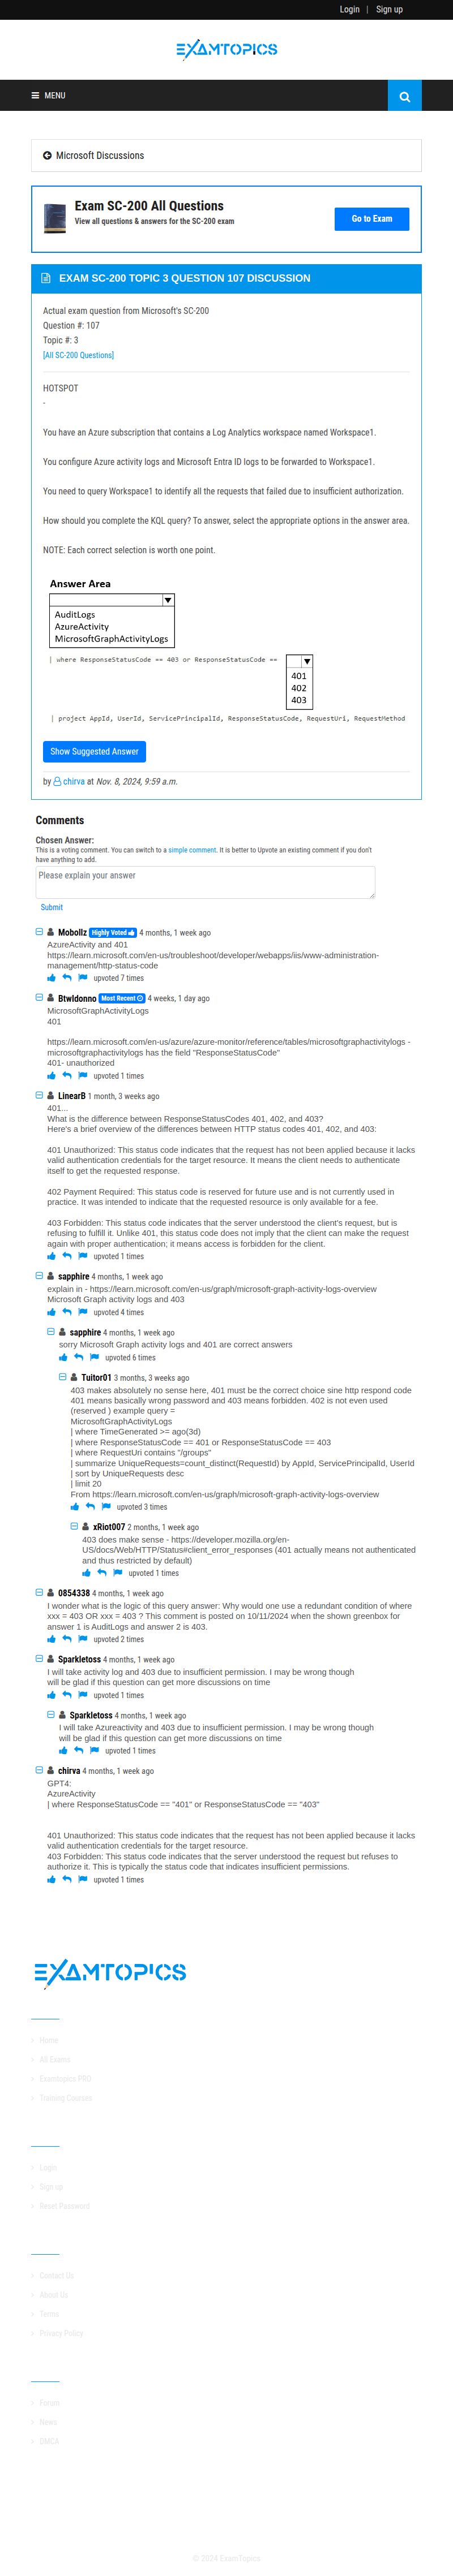 Login | Sign up
EXAMTOPICS
MENU
Microsoft Discussions
Exam SC-200 All Questions
View all questions & answers for the SC-200 exam
Go to Exam
EXAM SC-200 TOPIC 3 QUESTION 107 DISCUSSION
Actual exam question from Microsoft's SC-200
Question #: 107
Topic #: 3
[All SC-200 Questions]
HOTSPOT
-
You have an Azure subscription that contains a Log Analytics workspace named Workspace1.
You configure Azure activity logs and Microsoft Entra ID logs to be forwarded to Workspace1.
You need to query Workspace1 to identify all the requests that failed due to insufficient authorization.
How should you complete the KQL query? To answer, select the appropriate options in the answer area.
NOTE: Each correct selection is worth one point.
Answer Area
AuditLogs
AzureActivity
MicrosoftGraphActivityLogs
| where ResponseStatusCode == 403 or ResponseStatusCode ==
401
402
403
| project AppId, UserId, ServicePrincipalId, ResponseStatusCode, RequestUri, RequestMethod
Show Suggested Answer
by chirva at Nov. 8, 2024, 9:59 a.m.
Comments
Chosen Answer:
This is a voting comment. You can switch to a simple comment. It is better to Upvote an existing comment if you don't
have anything to add.
Please explain your answer
Submit
Mobollz Highly Voted 4 months, 1 week ago
AzureActivity and 401
https://learn.microsoft.com/en-us/troubleshoot/developer/webapps/iis/www-administration-
management/http-status-code
upvoted 7 times
BtwIdonno Most Recent 4 weeks, 1 day ago
MicrosoftGraphActivityLogs
401
https://learn.microsoft.com/en-us/azure/azure-monitor/reference/tables/microsoftgraphactivitylogs -
microsoftgraphactivitylogs has the field "ResponseStatusCode"
401- unauthorized
upvoted 1 times
LinearB 1 month, 3 weeks ago
401...
What is the difference between ResponseStatusCodes 401, 402, and 403?
Here's a brief overview of the differences between HTTP status codes 401, 402, and 403:
401 Unauthorized: This status code indicates that the request has not been applied because it lacks
valid authentication credentials for the target resource. It means the client needs to authenticate
itself to get the requested response.
402 Payment Required: This status code is reserved for future use and is not currently used in
practice. It was intended to indicate that the requested resource is only available for a fee.
403 Forbidden: This status code indicates that the server understood the client's request, but is
refusing to fulfill it. Unlike 401, this status code does not imply that the client can make the request
again with proper authentication; it means access is forbidden for the client.
upvoted 1 times
sapphire 4 months, 1 week ago
explain in - https://learn.microsoft.com/en-us/graph/microsoft-graph-activity-logs-overview
Microsoft Graph activity logs and 403
upvoted 4 times
sapphire 4 months, 1 week ago
sorry Microsoft Graph activity logs and 401 are correct answers
upvoted 6 times
Tuitor01 3 months, 3 weeks ago
403 makes absolutely no sense here, 401 must be the correct choice sine http respond code
401 means basically wrong password and 403 means forbidden. 402 is not even used
(reserved ) example query =
MicrosoftGraphActivityLogs
| where TimeGenerated >= ago(3d)
| where ResponseStatusCode == 401 or ResponseStatusCode == 403
| where RequestUri contains "/groups"
| summarize UniqueRequests=count_distinct(RequestId) by AppId, ServicePrincipalId, UserId
| sort by UniqueRequests desc
| limit 20
From https://learn.microsoft.com/en-us/graph/microsoft-graph-activity-logs-overview
upvoted 3 times
xRiot007 2 months, 1 week ago
403 does make sense - https://developer.mozilla.org/en-
US/docs/Web/HTTP/Status#client_error_responses (401 actually means not authenticated
and thus restricted by default)
upvoted 1 times
0854338 4 months, 1 week ago
I wonder what is the logic of this query answer: Why would one use a redundant condition of where
xxx = 403 OR xxx = 403 ? This comment is posted on 10/11/2024 when the shown greenbox for
answer 1 is AuditLogs and answer 2 is 403.
upvoted 2 times
Sparkletoss 4 months, 1 week ago
I will take activity log and 403 due to insufficient permission. I may be wrong though
will be glad if this question can get more discussions on time
upvoted 1 times
Sparkletoss 4 months, 1 week ago
I will take Azureactivity and 403 due to insufficient permission. I may be wrong though
will be glad if this question can get more discussions on time
upvoted 1 times
chirva 4 months, 1 week ago
GPT4:
AzureActivity
| where ResponseStatusCode == "401" or ResponseStatusCode == "403"
401 Unauthorized: This status code indicates that the request has not been applied because it lacks
valid authentication credentials for the target resource.
403 Forbidden: This status code indicates that the server understood the request but refuses to
authorize it. This is typically the status code that indicates insufficient permissions.
upvoted 1 times
EXAMTOPICS
Home
All Exams
Examtopics PRO
Training Courses
Login
Sign up
Reset Password
Contact Us
About Us
Terms
Privacy Policy
Forum
News
DMCA
© 2024 ExamTopics